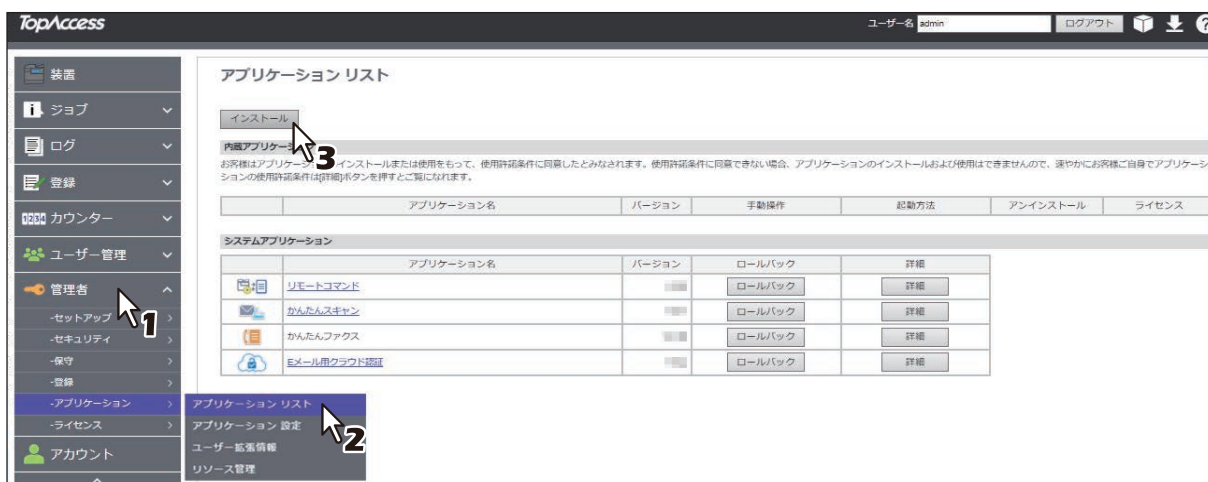 TopAccess
ユーザー名 admin ログアウト
装置
ジョブ
ログ
登録
1234 カウンター
ユーザー管理
管理者
-セットアップ
-セキュリティ
-保守
-登録
-アプリケーション
-ライセンス
アカウント
1
アプリケーション リスト
アプリケーション 設定
ユーザー拡張情報
リソース管理
2
アプリケーション リスト
インストール
3
内蔵アプリケーション
お客様はアプリケーションのインストールまたは使用をもって、使用許諾条件に同意したとみなされます。使用許諾条件に同意できない場合、アプリケーションのインストールおよび使用はできませんので、速やかにお客様ご自身でアプリケーシ
ションの使用許諾条件は[詳細]ボタンを押すとご覧になれます。
アプリケーション名 バージョン 手動操作 起動方法 アンインストール ライセンス
システムアプリケーション
アプリケーション名 バージョン ロールバック 詳細
リモートコマンド ロールバック 詳細
かんたんスキャン ロールバック 詳細
かんたんファクス ロールバック 詳細
Eメール用クラウド認証 ロールバック 詳細